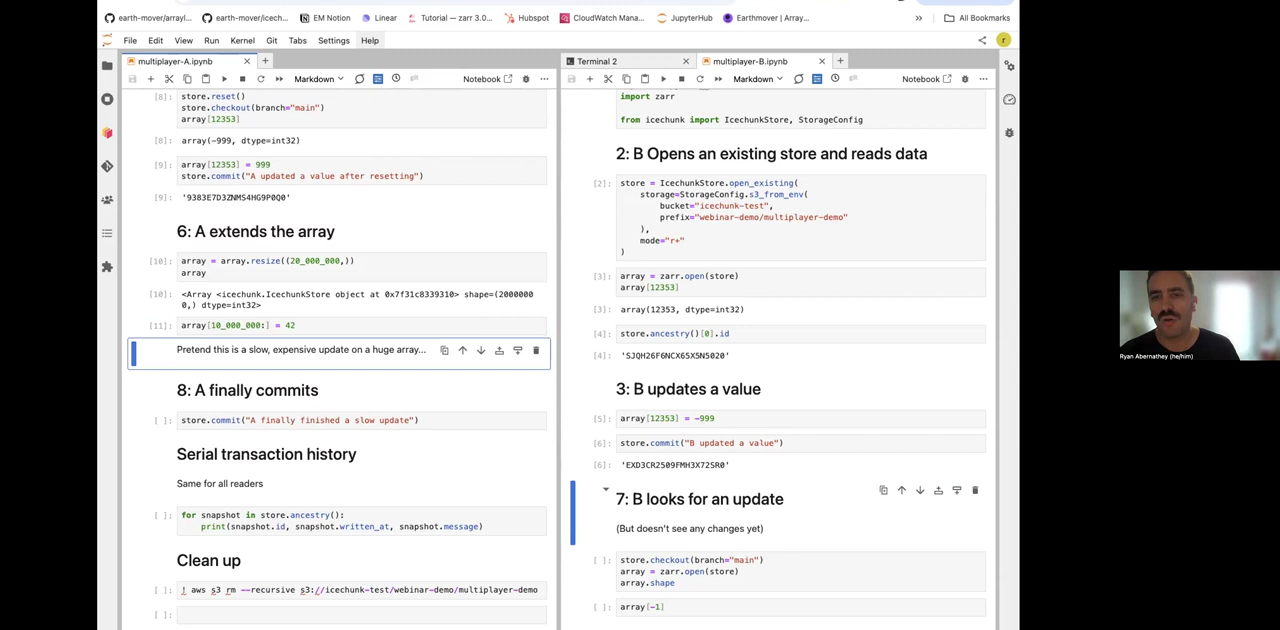 earth-mover/arrayl...
earth-mover/icech...
EM Notion
Linear
Tutorial — zarr 3.0...
Hubspot
CloudWatch Mana...
JupyterHub
Earthmover | Array...
»
All Bookmarks
File Edit View Run Kernel Git Tabs Settings Help
r
multiplayer-A.ipynb
Markdown
Notebook
[8]:
store.reset()
store.checkout(branch="main")
array[12353]
[8]: array(-999, dtype=int32)
[9]: array[12353] = 999
store.commit("A updated a value after resetting")
[9]: '9383E7D3ZNMS4HG9P0Q0'
6: A extends the array
[10]: array = array.resize((20_000_000,))
array
[10]: <Array <icechunk.IcechunkStore object at 0x7f31c8339310> shape=(2000000
0,) dtype=int32>
[11]: array[10_000_000:] = 42
Pretend this is a slow, expensive update on a huge array...
8: A finally commits
[ ]: store.commit("A finally finished a slow update")
Serial transaction history
Same for all readers
[ ]: for snapshot in store.ancestry():
print(snapshot.id, snapshot.written_at, snapshot.message)
Clean up
[ ]: ! aws s3 rm --recursive s3://icechunk-test/webinar-demo/multiplayer-demo
[ ]:
Terminal 2
multiplayer-B.ipynb
Markdown
Notebook
import zarr
from icechunk import IcechunkStore, StorageConfig
2: B Opens an existing store and reads data
[2]: store = IcechunkStore.open_existing(
storage=StorageConfig.s3_from_env(
bucket="icechunk-test",
prefix="webinar-demo/multiplayer-demo"
),
mode="r+"
)
[3]: array = zarr.open(store)
array[12353]
[3]: array(12353, dtype=int32)
[4]: store.ancestry()[0].id
[4]: 'SJQH26F6NCX65X5N5020'
3: B updates a value
[5]: array[12353] = -999
[6]: store.commit("B updated a value")
[6]: 'EXD3CR2509FMH3X72SR0'
7: B looks for an update
(But doesn't see any changes yet)
[ ]: store.checkout(branch="main")
array = zarr.open(store)
array.shape
[ ]: array[-1]
Ryan Abernathey (he/him)